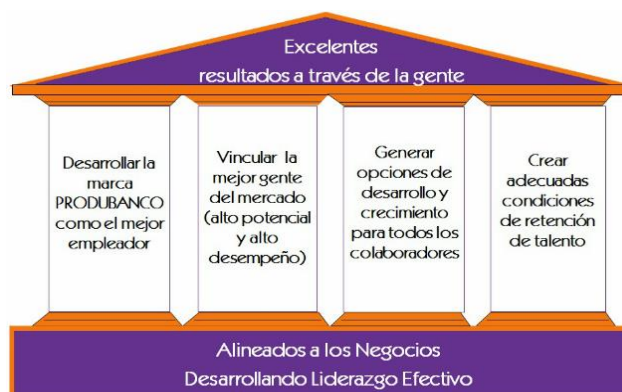 Excelentes
resultados a través de la gente
Desarrollar la
marca
PRODUBANCO
como el mejor
empleador
Vincular la
mejor gente
del mercado
(alto potencial
y alto
desempeño)
Generar
opciones de
desarrollo y
crecimiento
para todos los
colaboradores
Crear
adecuadas
condiciones
de retención
de talento
Alineados a los Negocios
Desarrollando Liderazgo Efectivo